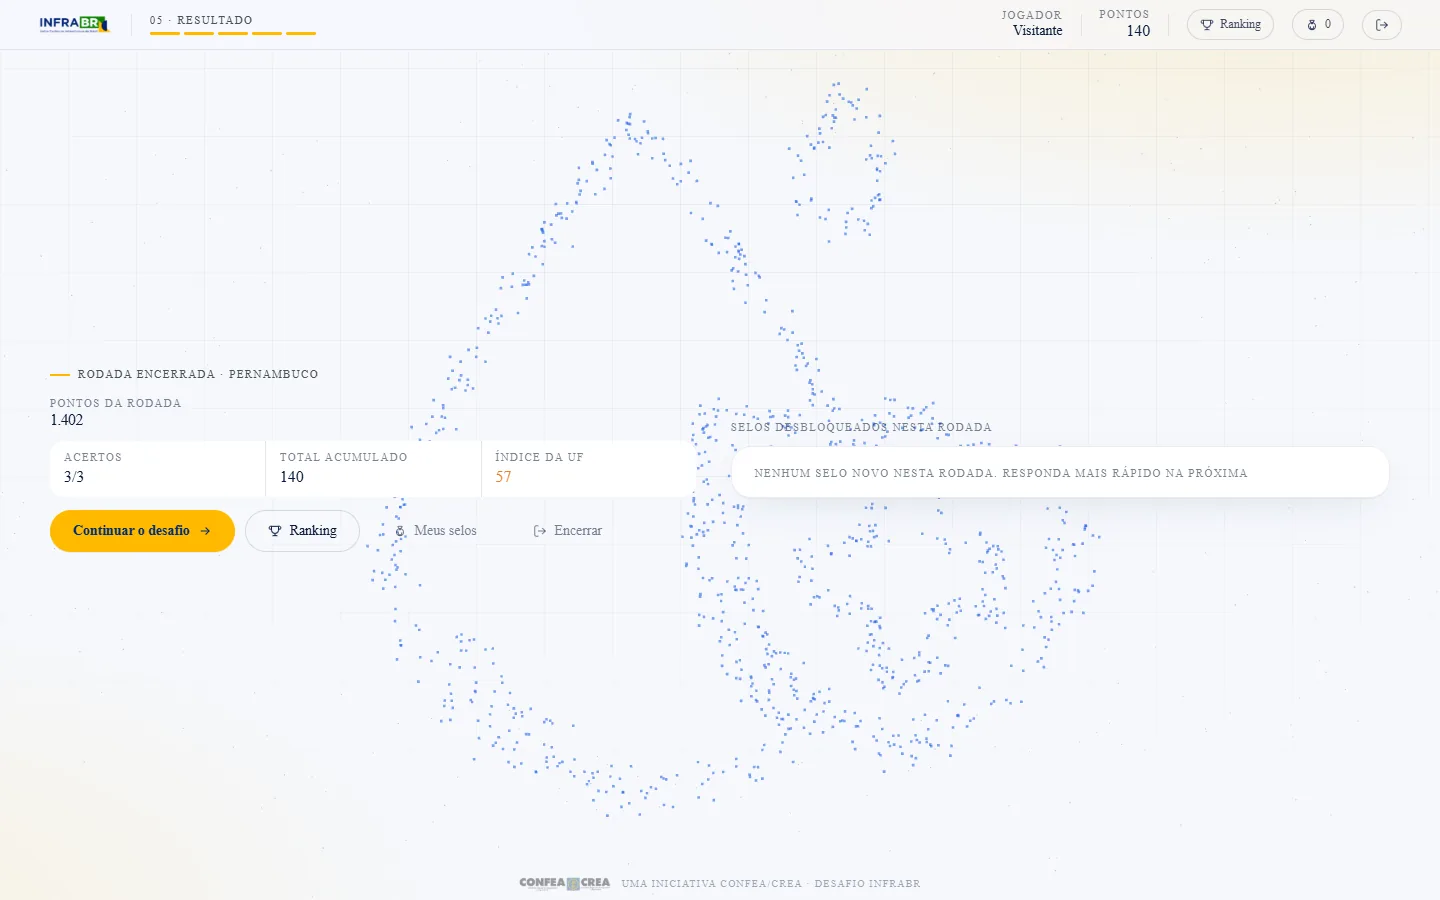 INFRABR
05 · RESULTADO
JOGADOR
Visitante
PONTOS
140
Ranking
0
RODADA ENCERRADA · PERNAMBUCO
PONTOS DA RODADA
1.402
ACERTOS
3/3
TOTAL ACUMULADO
140
ÍNDICE DA UF
57
Continuar o desafio →
Ranking
Meus selos
Encerrar
SELOS DESBLOQUEADOS NESTA RODADA
NENHUM SELO NOVO NESTA RODADA. RESPONDA MAIS RÁPIDO NA PRÓXIMA
CONFEA CREA
UMA INICIATIVA CONFEA/CREA · DESAFIO INFRABR